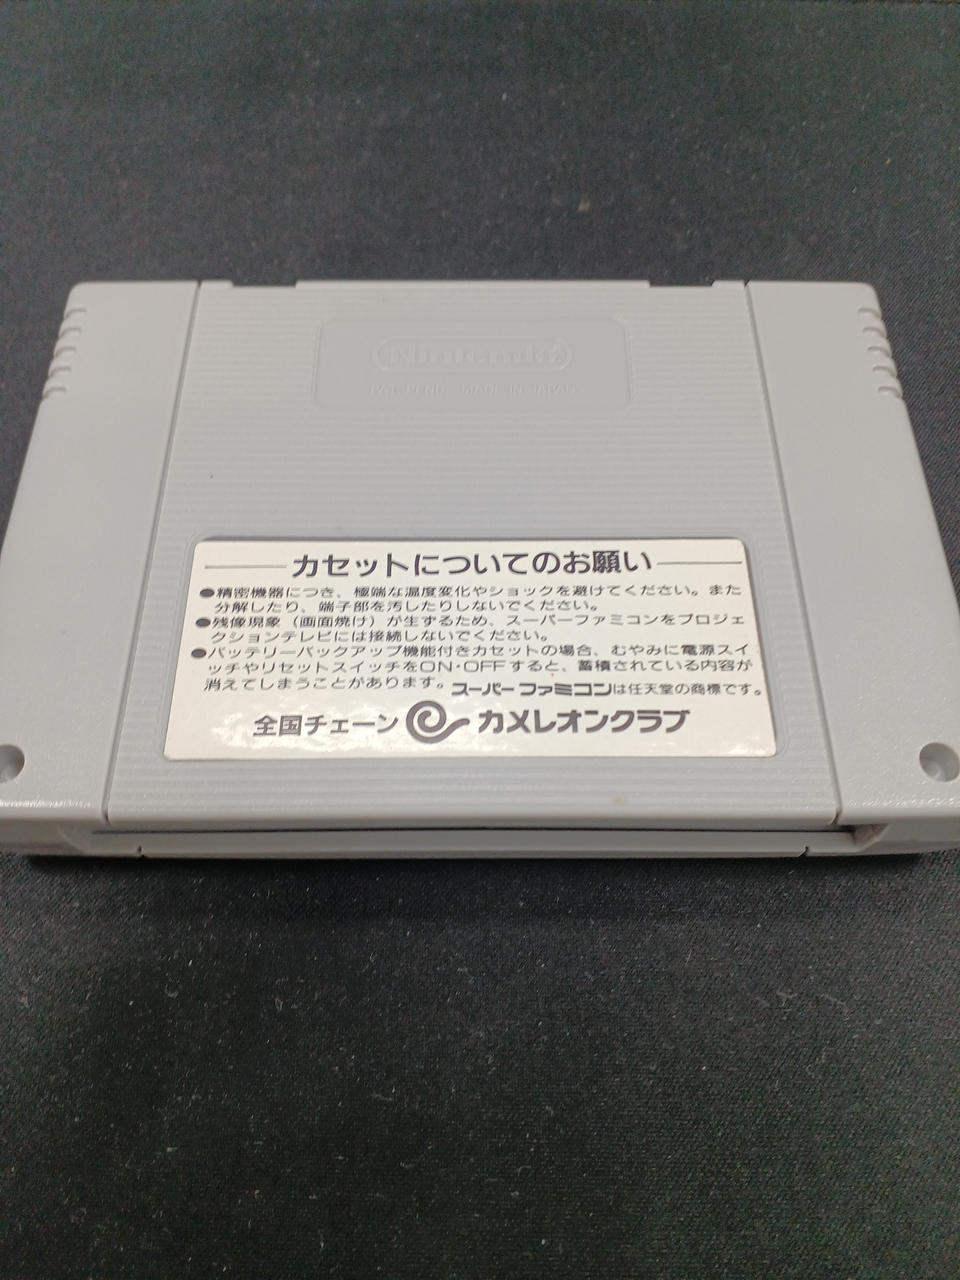 Nintendo
PAT. PEND. MADE IN JAPAN
カセットについてのお願い
●精密機器につき、極端な温度変化やショックを避けてください。また
分解したり、端子部を汚したりしないでください。
●残像現象（画面焼け）が生ずるため、スーパーファミコンをプロジェ
クションテレビには接続しないでください。
●バッテリーバックアップ機能付きカセットの場合、むやみに電源スイ
ッチやリセットスイッチをON・OFFすると、蓄積されている内容が
消えてしまうことがあります。 スーパーファミコンは任天堂の商標です。
全国チェーン カメレオンクラブ